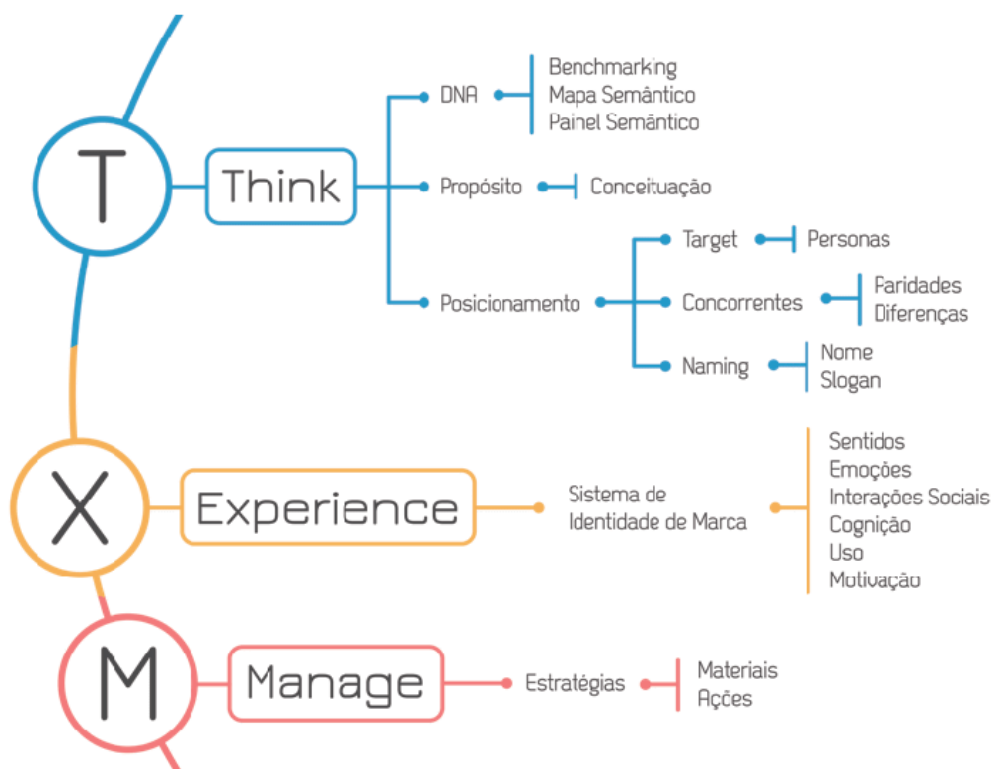 T
Think
DNA
Benchmarking
Mapa Semântico
Painel Semântico
Propósito
Conceituação
Posicionamento
Target
Personas
Concorrentes
Paridades
Diferenças
Naming
Nome
Slogan
X
Experience
Sistema de
Identidade de Marca
Sentidos
Emoções
Interações Sociais
Cognição
Uso
Motivação
M
Manage
Estratégias
Materiais
Ações